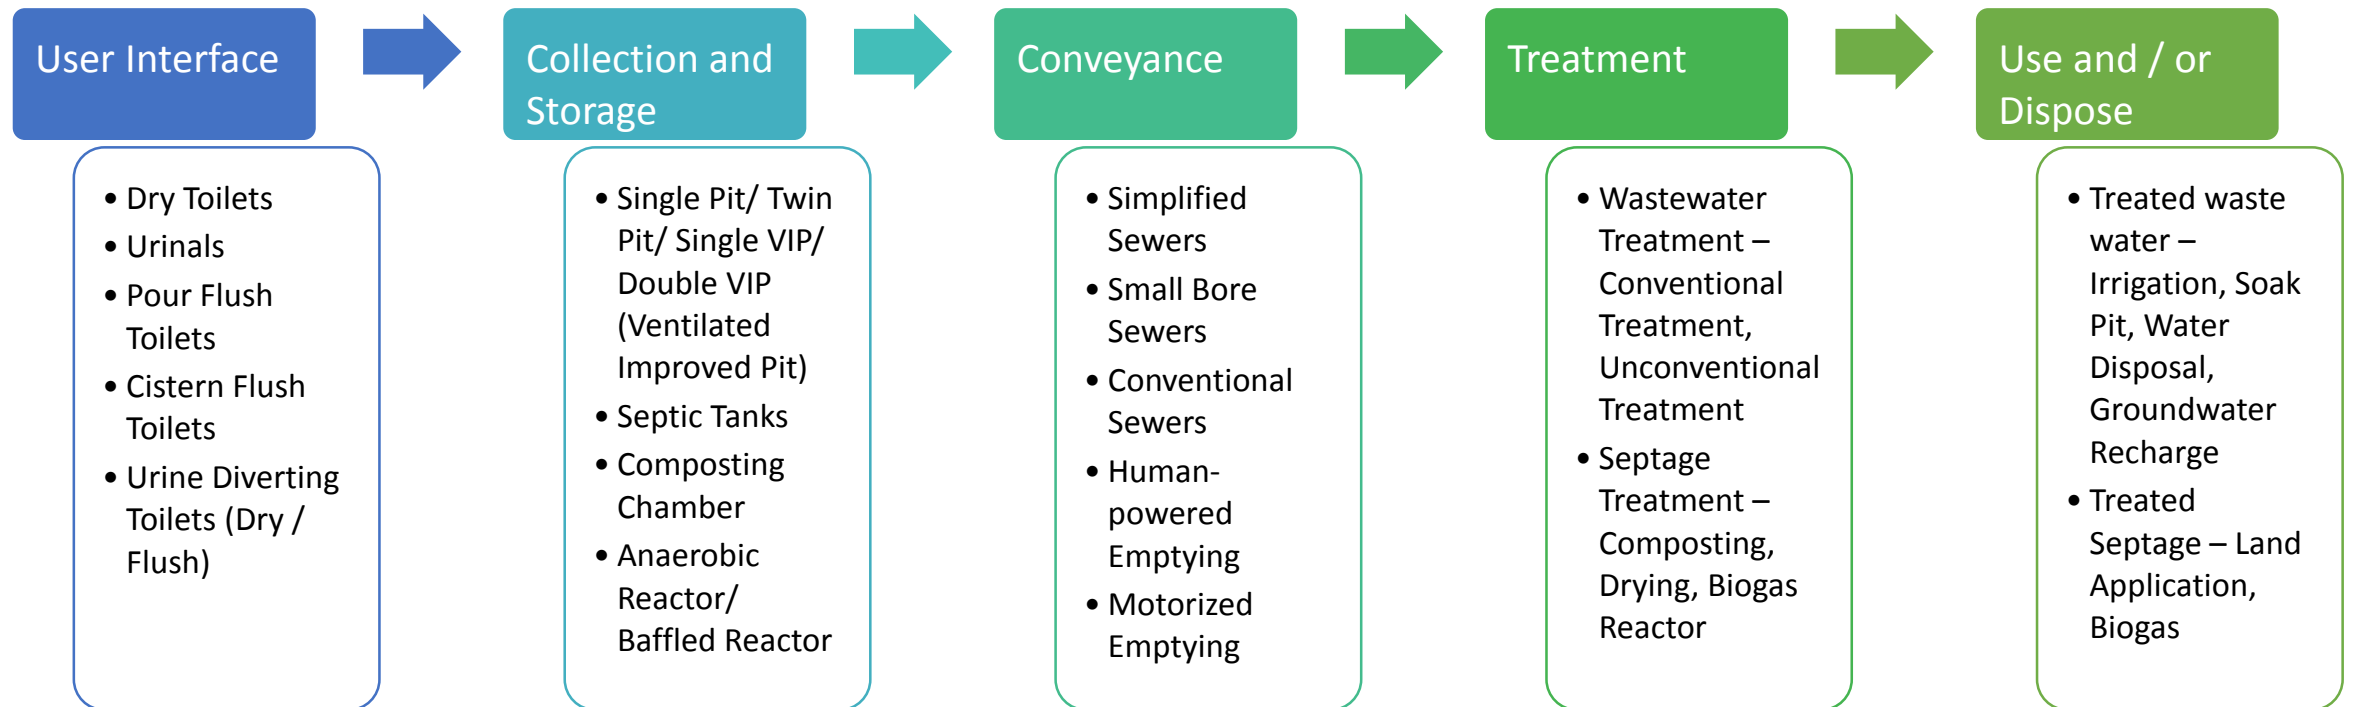 User Interface
• Dry Toilets
• Urinals
• Pour Flush
Toilets
• Cistern Flush
Toilets
• Urine Diverting
Toilets (Dry /
Flush)
Collection and
Storage
• Single Pit/ Twin
Pit/ Single VIP/
Double VIP
(Ventilated
Improved Pit)
• Septic Tanks
• Composting
Chamber
• Anaerobic
Reactor/
Baffled Reactor
Conveyance
• Simplified
Sewers
• Small Bore
Sewers
• Conventional
Sewers
• Human-
powered
Emptying
• Motorized
Emptying
Treatment
• Wastewater
Treatment –
Conventional
Treatment,
Unconventional
Treatment
• Septage
Treatment –
Composting,
Drying, Biogas
Reactor
Use and / or
Dispose
• Treated waste
water –
Irrigation, Soak
Pit, Water
Disposal,
Groundwater
Recharge
• Treated
Septage – Land
Application,
Biogas